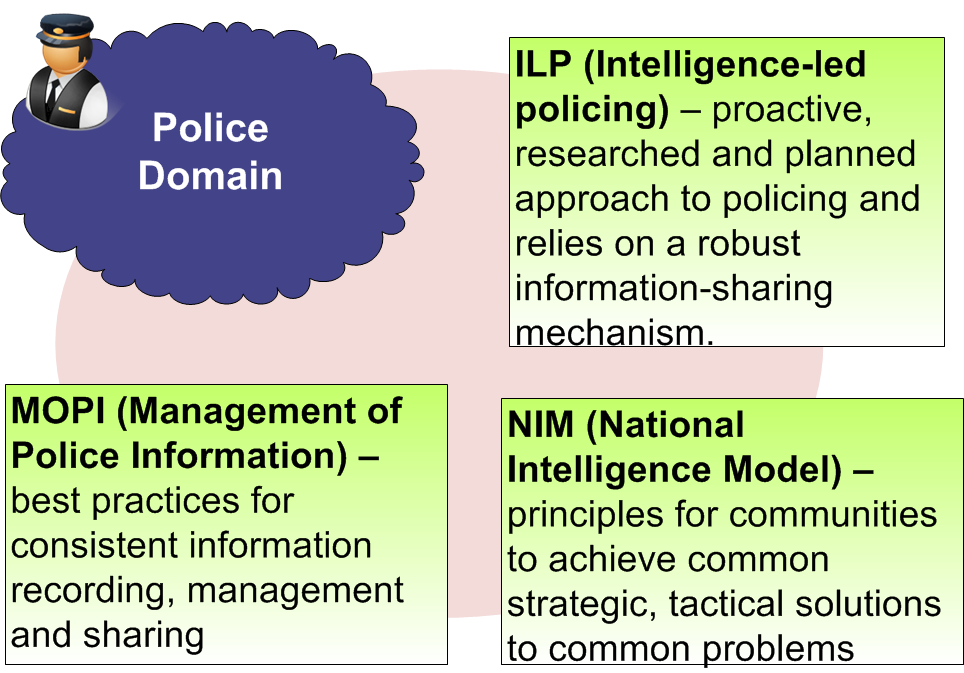 Police
Domain
ILP (Intelligence-led
policing) – proactive,
researched and planned
approach to policing and
relies on a robust
information-sharing
mechanism.
MOPI (Management of
Police Information) –
best practices for
consistent information
recording, management
and sharing
NIM (National
Intelligence Model) –
principles for communities
to achieve common
strategic, tactical solutions
to common problems